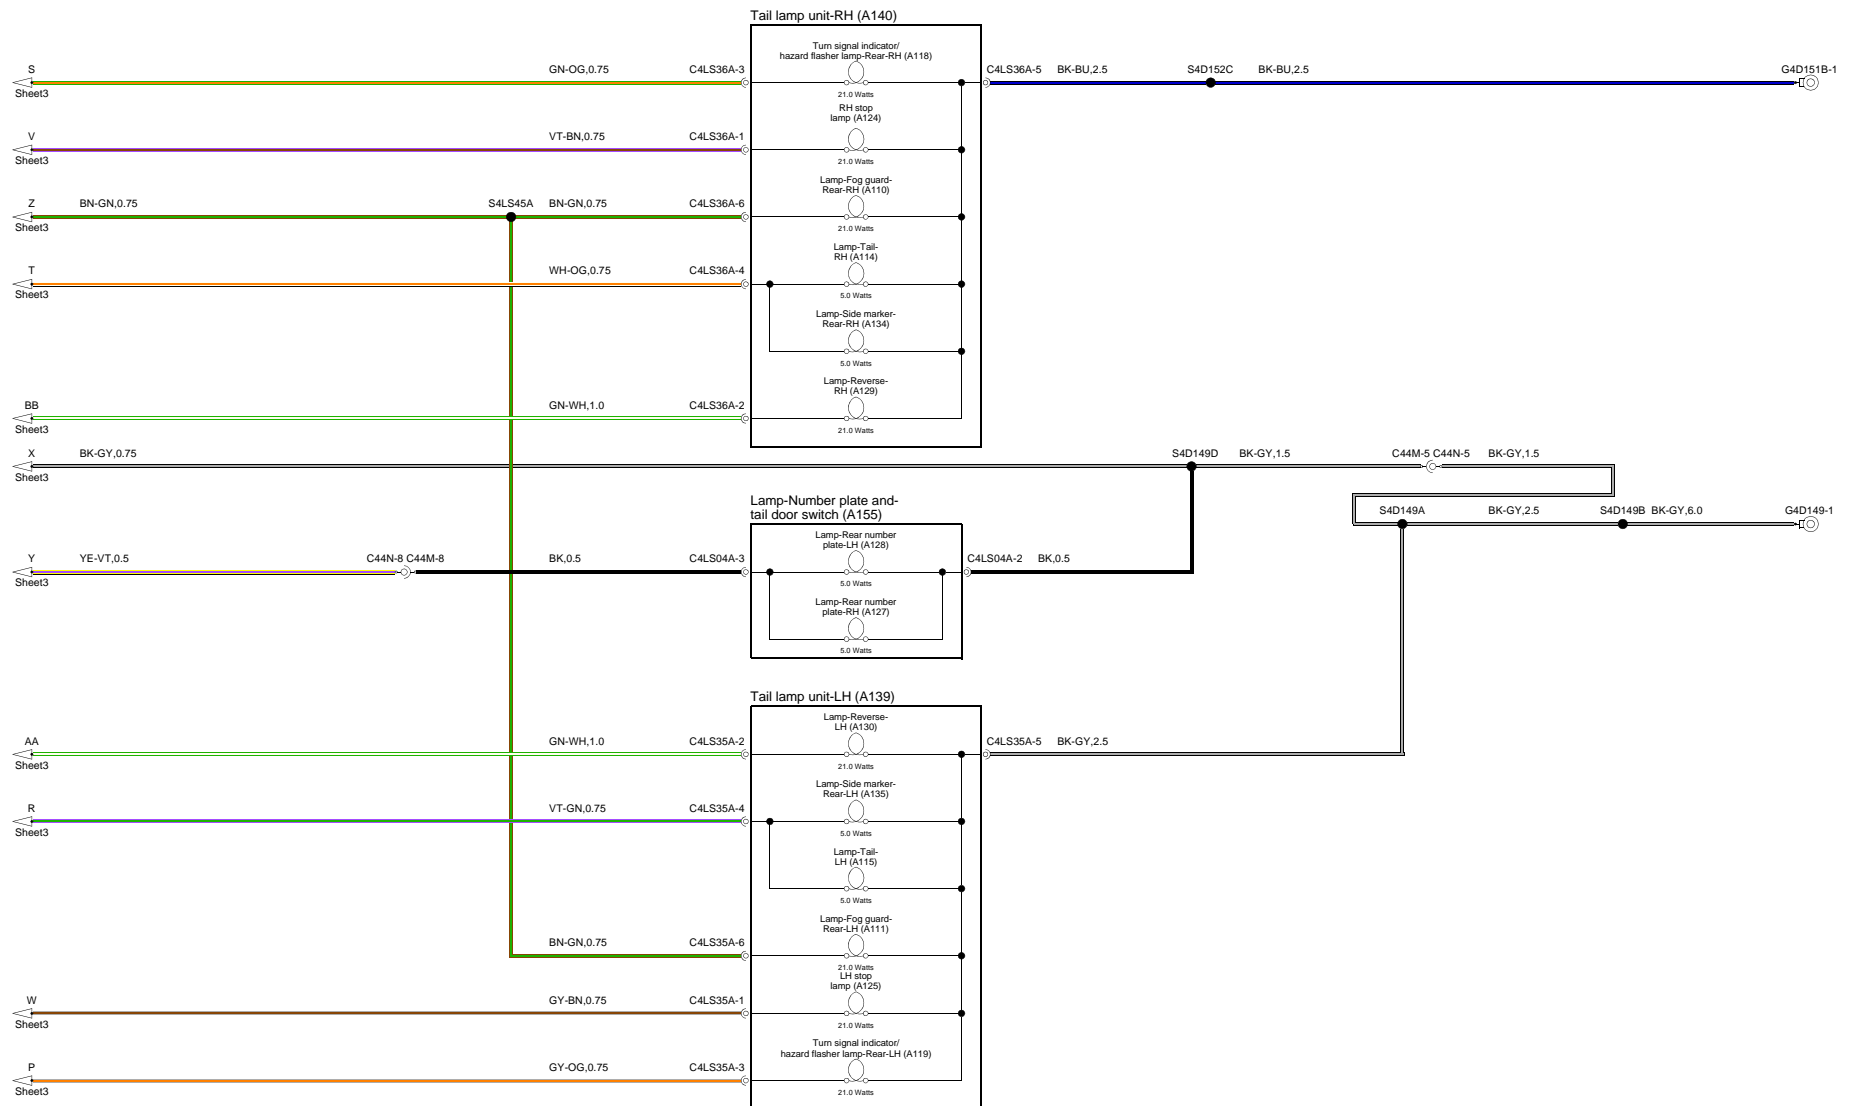 Tail lamp unit-RH (A140)
Turn signal indicator/
hazard flasher lamp-Rear-RH (A118)
S
GN-OG,0.75
C4LS36A-3
C4LS36A-5
BK-BU,2.5
S4D152C
BK-BU,2.5
G4D151B-1
Sheet3
21.0 Watts
RH stop
lamp (A124)
V
VT-BN,0.75
C4LS36A-1
Sheet3
21.0 Watts
Lamp-Fog guard-
Rear-RH (A110)
Z
BN-GN,0.75
S4LS45A
BN-GN,0.75
C4LS36A-6
Sheet3
21.0 Watts
Lamp-Tail-
RH (A114)
T
WH-OG,0.75
C4LS36A-4
Sheet3
5.0 Watts
Lamp-Side marker-
Rear-RH (A134)
5.0 Watts
Lamp-Reverse-
RH (A129)
BB
GN-WH,1.0
C4LS36A-2
Sheet3
21.0 Watts
X
BK-GY,0.75
S4D149D
BK-GY,1.5
C44M-5 C44N-5
BK-GY,1.5
Sheet3
Lamp-Number plate and-
tail door switch (A155)
S4D149A
BK-GY,2.5
S4D149B
BK-GY,6.0
G4D149-1
Lamp-Rear number
plate-LH (A128)
Y
YE-VT,0.5
C44N-8 C44M-8
BK,0.5
C4LS04A-3
C4LS04A-2
BK,0.5
Sheet3
5.0 Watts
Lamp-Rear number
plate-RH (A127)
5.0 Watts
Tail lamp unit-LH (A139)
Lamp-Reverse-
LH (A130)
AA
GN-WH,1.0
C4LS35A-2
C4LS35A-5
BK-GY,2.5
Sheet3
21.0 Watts
Lamp-Side marker-
Rear-LH (A135)
R
VT-GN,0.75
C4LS35A-4
Sheet3
5.0 Watts
Lamp-Tail-
LH (A115)
5.0 Watts
Lamp-Fog guard-
Rear-LH (A111)
BN-GN,0.75
C4LS35A-6
21.0 Watts
LH stop
lamp (A125)
W
GY-BN,0.75
C4LS35A-1
Sheet3
21.0 Watts
Turn signal indicator/
hazard flasher lamp-Rear-LH (A119)
P
GY-OG,0.75
C4LS35A-3
Sheet3
21.0 Watts